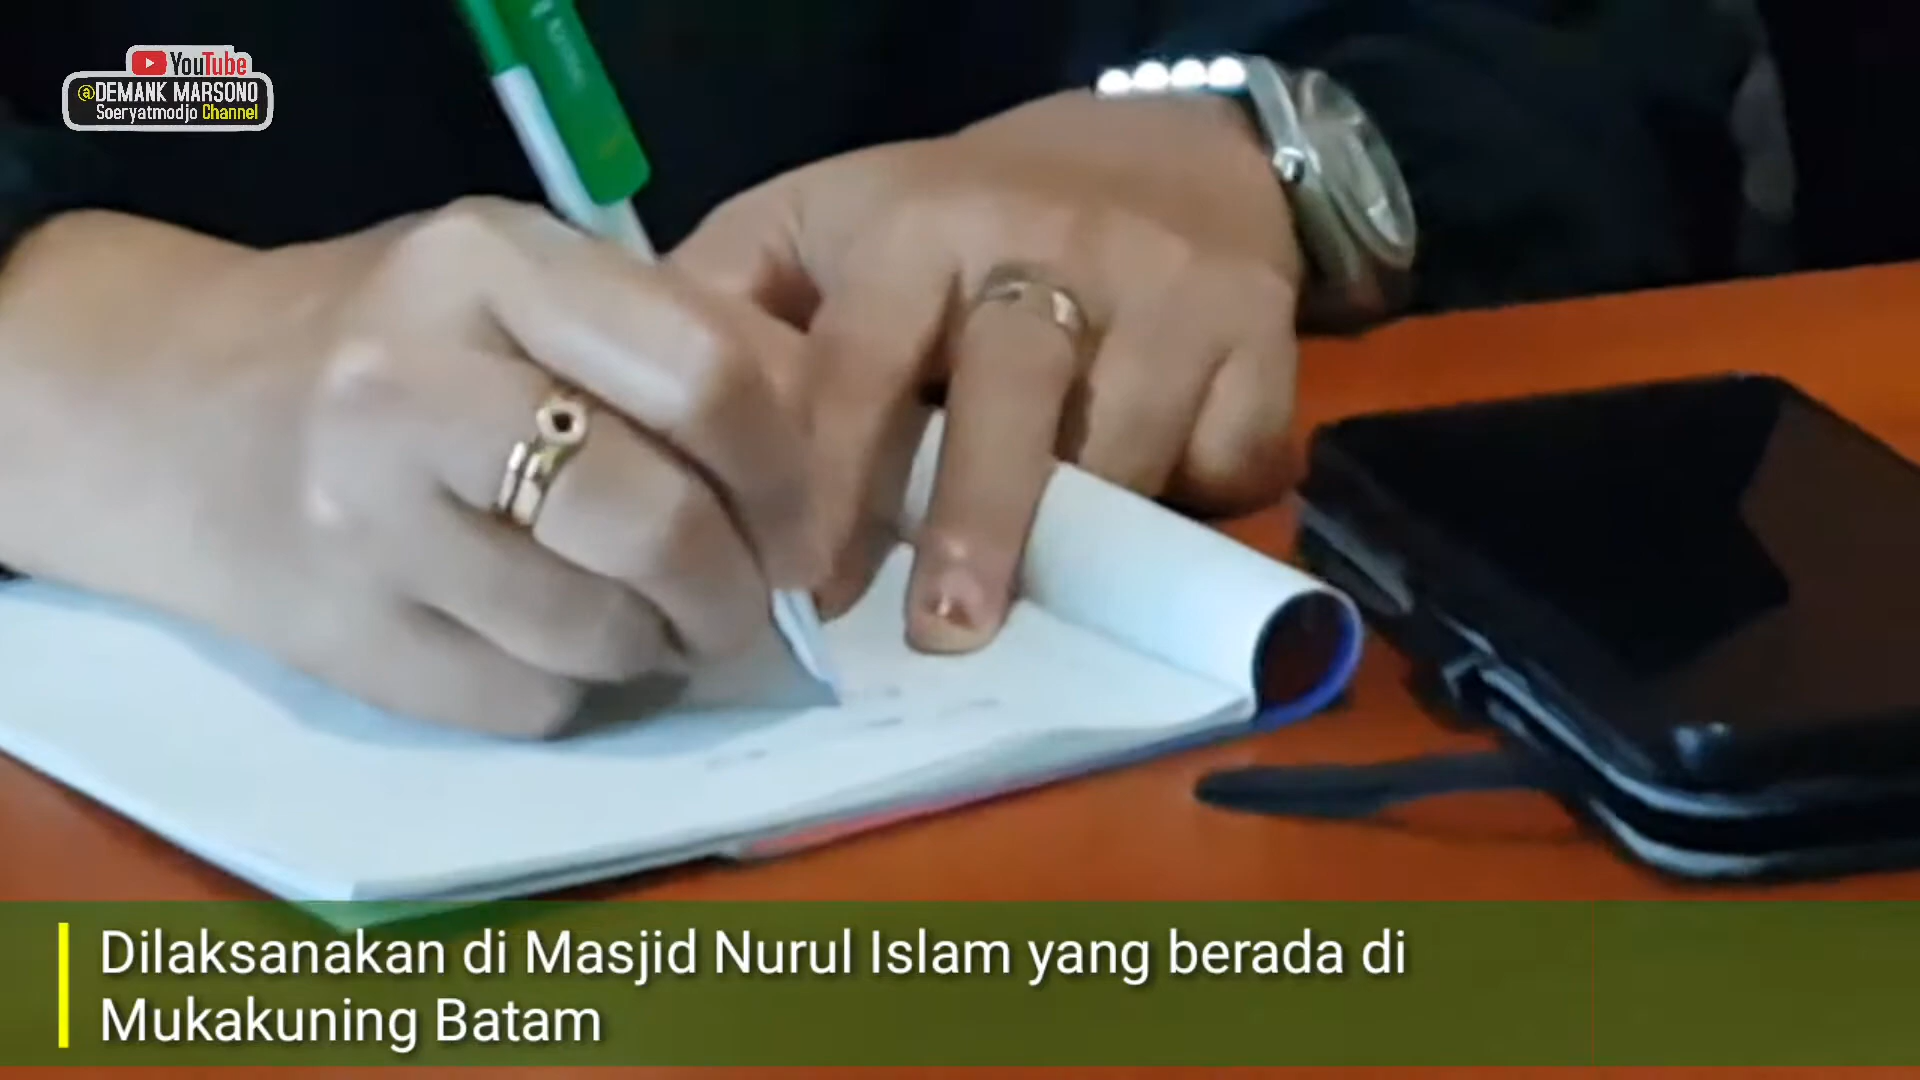 YouTube
@DEMANK MARSONO
Soeryatmodjo Channel
Dilaksanakan di Masjid Nurul Islam yang berada di
Mukakuning Batam